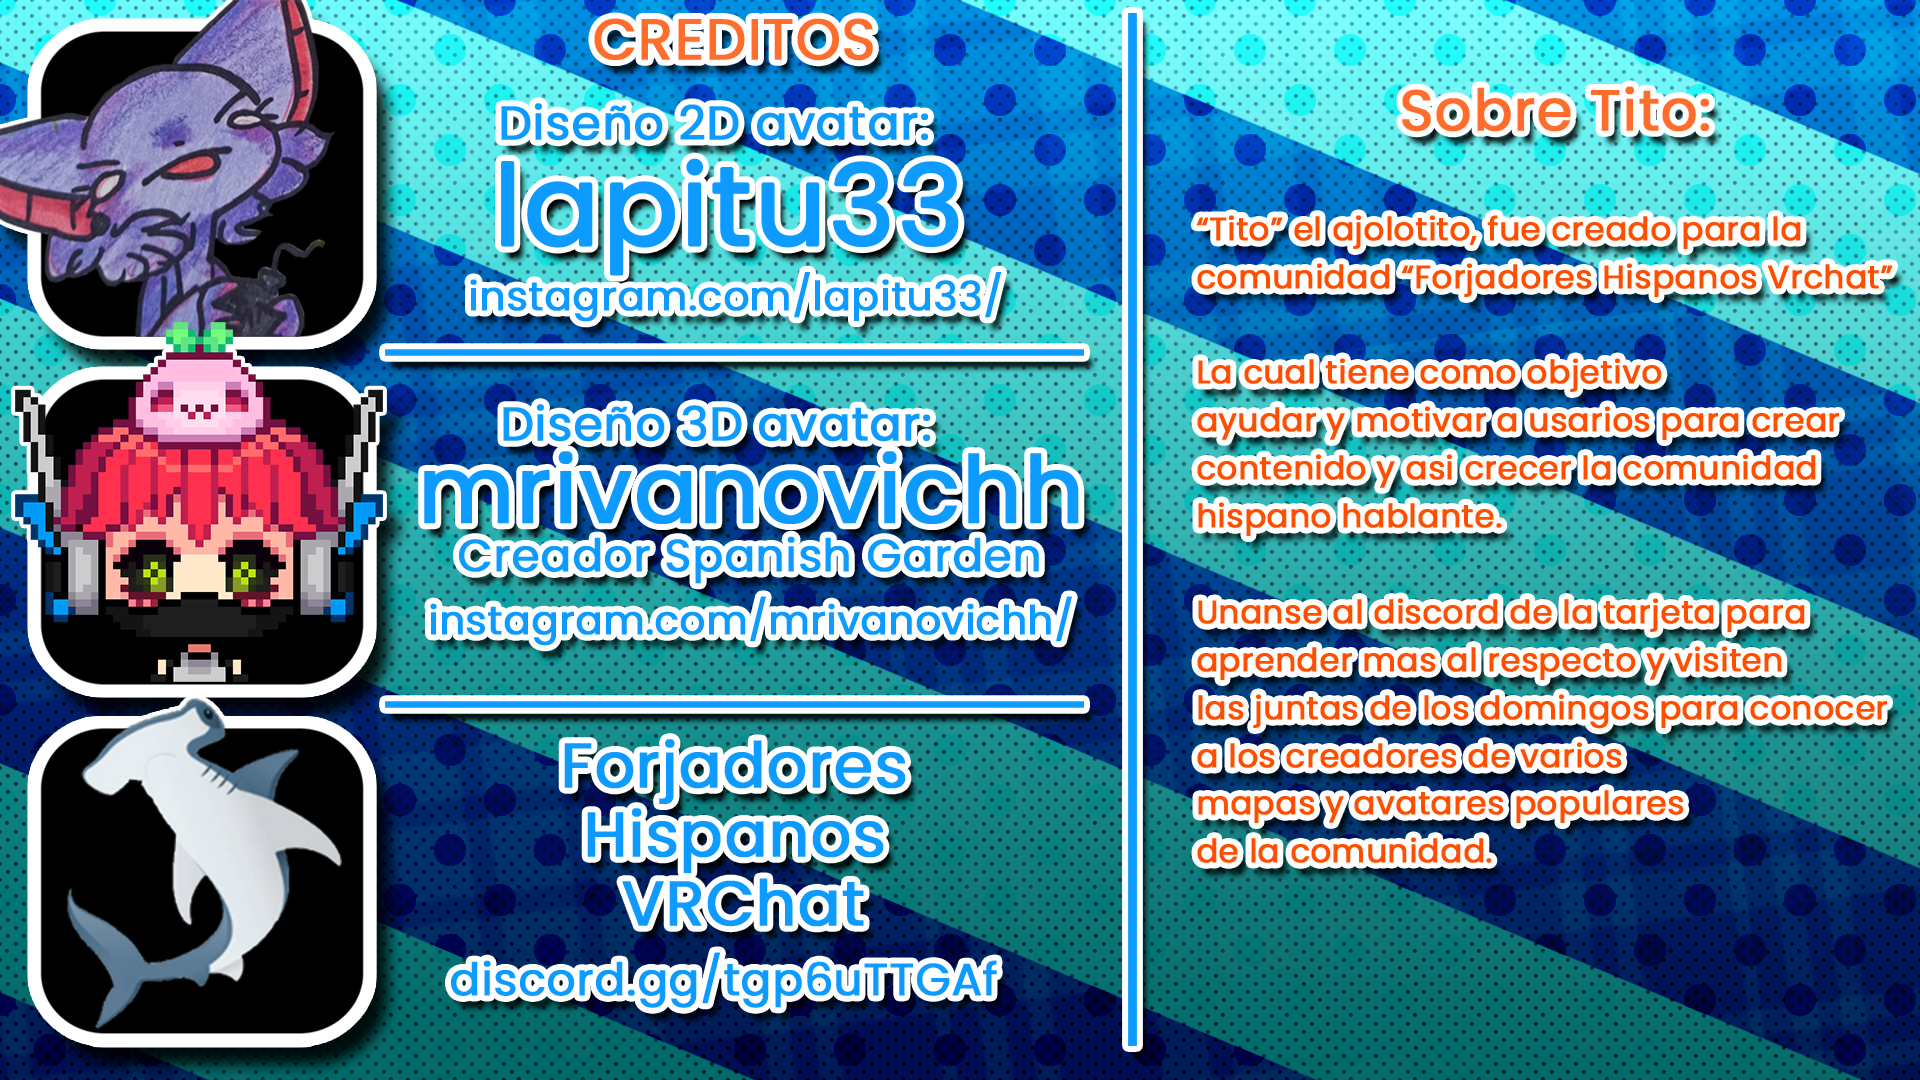 CREDITOS
Diseño 2D avatar:
lapitu33
instagram.com/lapitu33/
Diseño 3D avatar:
mrivanovichh
Creador Spanish Garden
instagram.com/mrivanovichh/
Forjadores
Hispanos
VRChat
discord.gg/tgp6uTTGAf
Sobre Tito:
“Tito” el ajolotito, fue creado para la
comunidad “Forjadores Hispanos Vrchat”
La cual tiene como objetivo
ayudar y motivar a usarios para crear
contenido y asi crecer la comunidad
hispano hablante.
Unanse al discord de la tarjeta para
aprender mas al respecto y visiten
las juntas de los domingos para conocer
a los creadores de varios
mapas y avatares populares
de la comunidad.